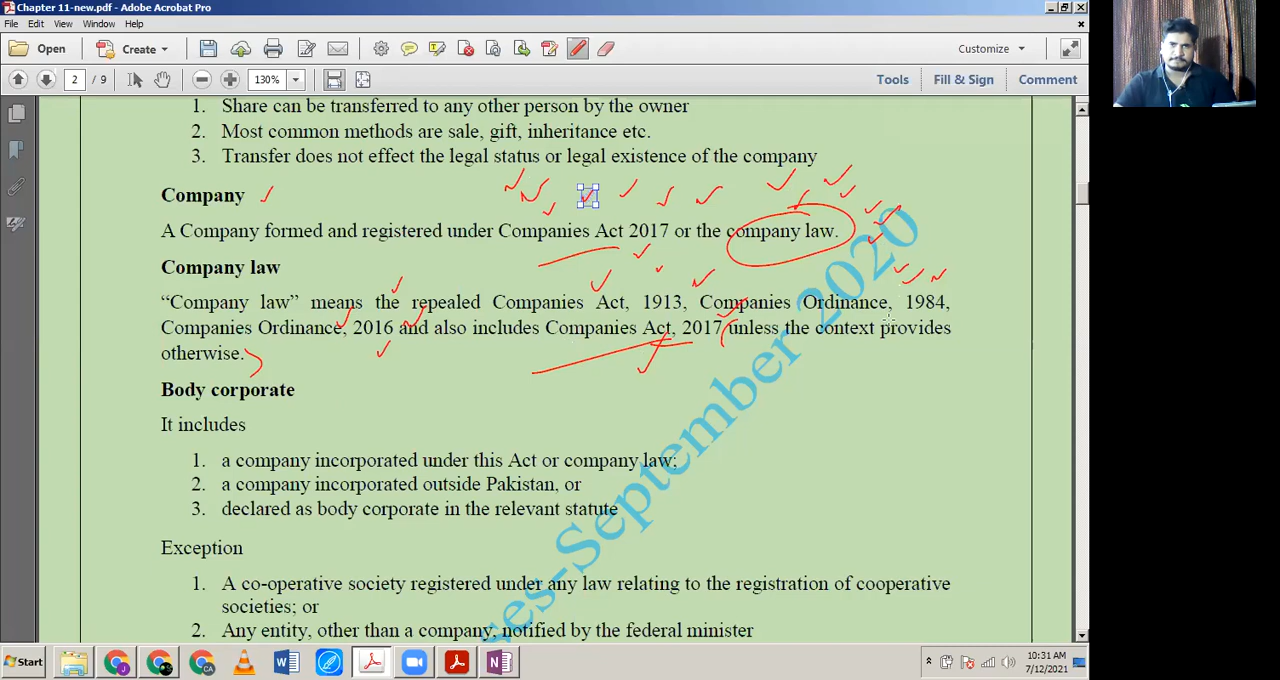 Chapter 11-new.pdf - Adobe Acrobat Pro
File Edit View Window Help
Open Create Customize
2 / 9 130% Tools Fill & Sign Comment
1. Share can be transferred to any other person by the owner
2. Most common methods are sale, gift, inheritance etc.
3. Transfer does not effect the legal status or legal existence of the company
Company
A Company formed and registered under Companies Act 2017 or the company law.
Company law
“Company law” means the repealed Companies Act, 1913, Companies Ordinance, 1984,
Companies Ordinance, 2016 and also includes Companies Act, 2017 unless the context provides
otherwise.
Body corporate
It includes
1. a company incorporated under this Act or company law;
2. a company incorporated outside Pakistan, or
3. declared as body corporate in the relevant statute
Exception
1. A co-operative society registered under any law relating to the registration of cooperative
societies; or
2. Any entity, other than a company, notified by the federal minister
ses-September 2020
Start
10:31 AM
7/12/2021